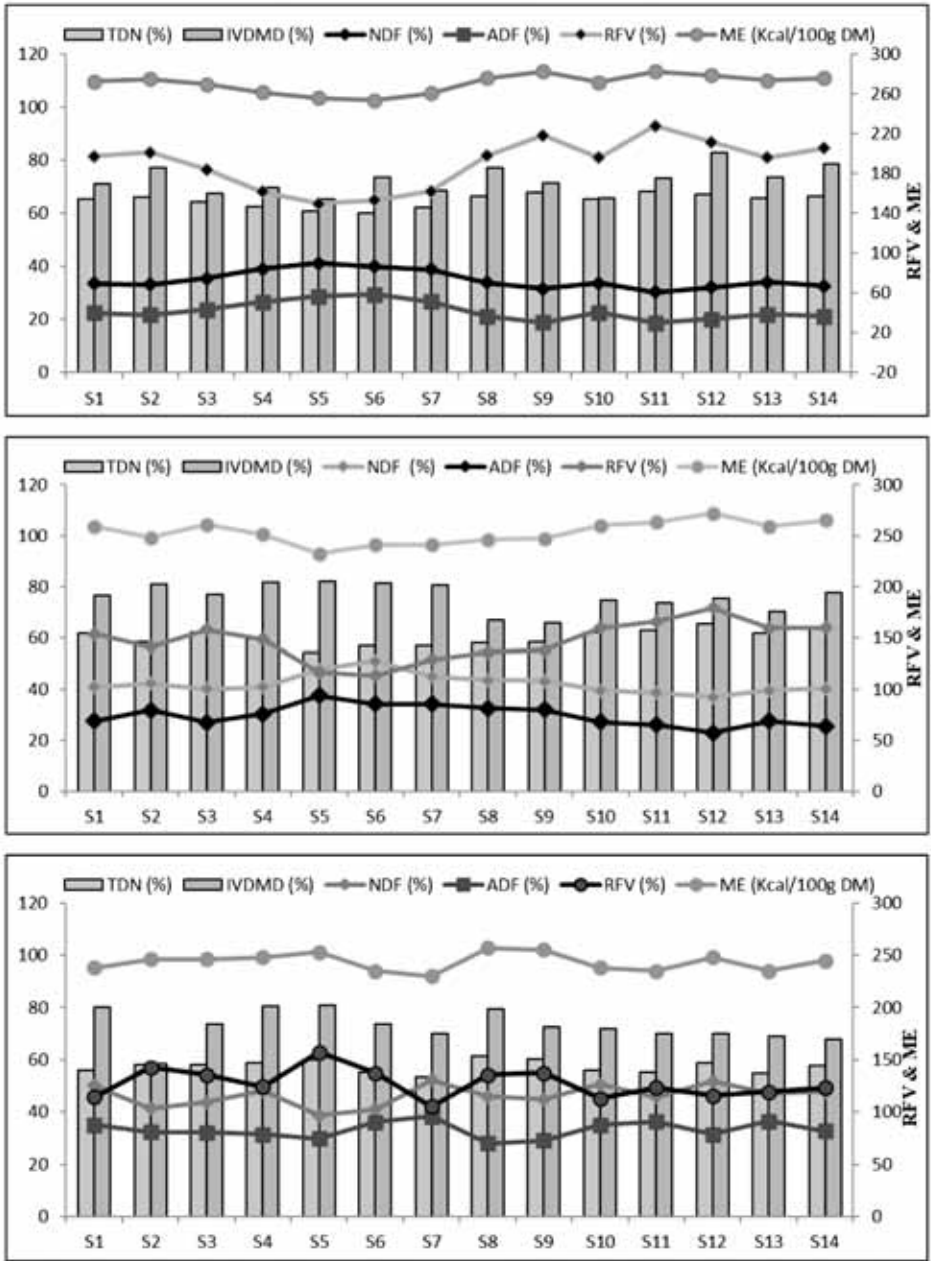 TDN (%) IVDMD (%) NDF (%) ADF (%) RFV (%) ME (Kcal/100g DM)
120 300
100 260
80 220
60 180
40 140
20 100
0 60
20
-20
RFV & ME
S1 S2 S3 S4 S5 S6 S7 S8 S9 S10 S11 S12 S13 S14
TDN (%) IVDMD (%) NDF (%) ADF (%) RFV (%) ME (Kcal/100g DM)
120 300
100 250
80 200
60 150
40 100
20 50
0 0
RFV & ME
S1 S2 S3 S4 S5 S6 S7 S8 S9 S10 S11 S12 S13 S14
TDN (%) IVDMD (%) NDF (%) ADF (%) RFV (%) ME (Kcal/100g DM)
120 300
100 250
80 200
60 150
40 100
20 50
0 0
RFV & ME
S1 S2 S3 S4 S5 S6 S7 S8 S9 S10 S11 S12 S13 S14